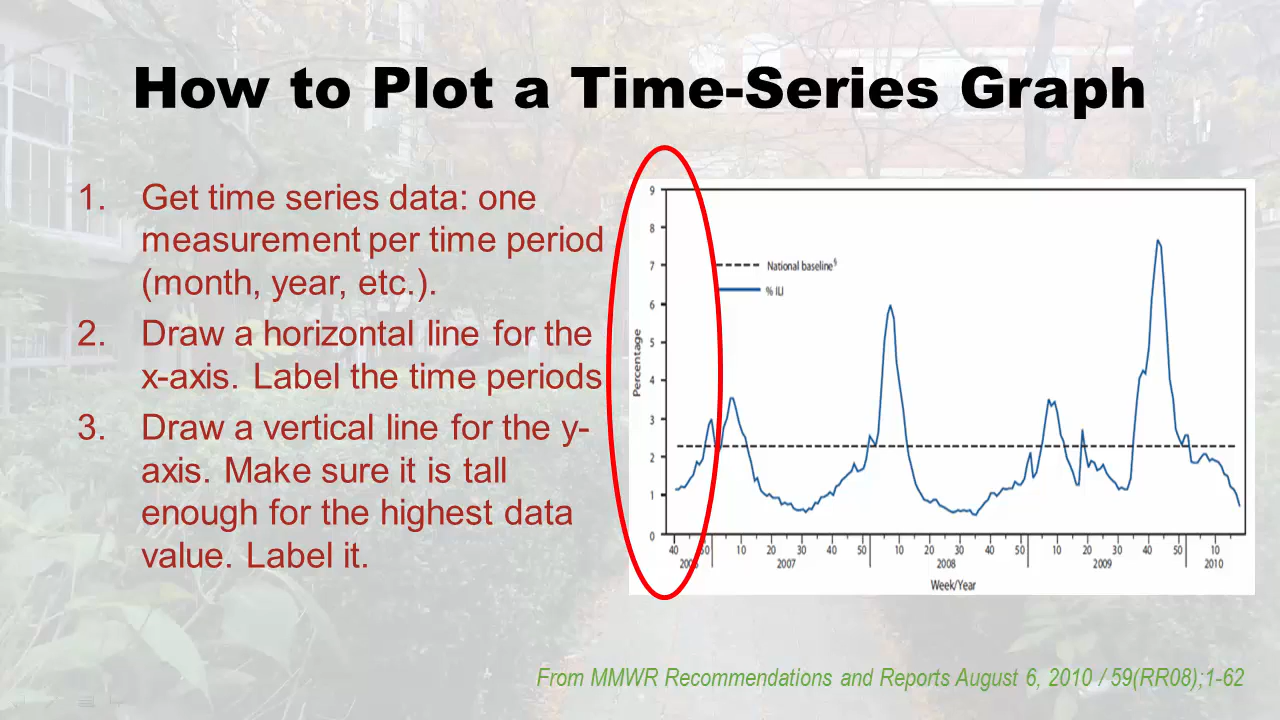 How to Plot a Time-Series Graph
1. Get time series data: one
measurement per time period
(month, year, etc.).
2. Draw a horizontal line for the
x-axis. Label the time periods
3. Draw a vertical line for the y-
axis. Make sure it is tall
enough for the highest data
value. Label it.
9
8
7
6
5
4
3
2
1
0
Percentage
National baseline§
% ILI
40 50 10 20 30 40 50 10 20 30 40 50 10 20 30 40 50 10
2007 2008 2009 2010
Week/Year
From MMWR Recommendations and Reports August 6, 2010 / 59(RR08);1-62